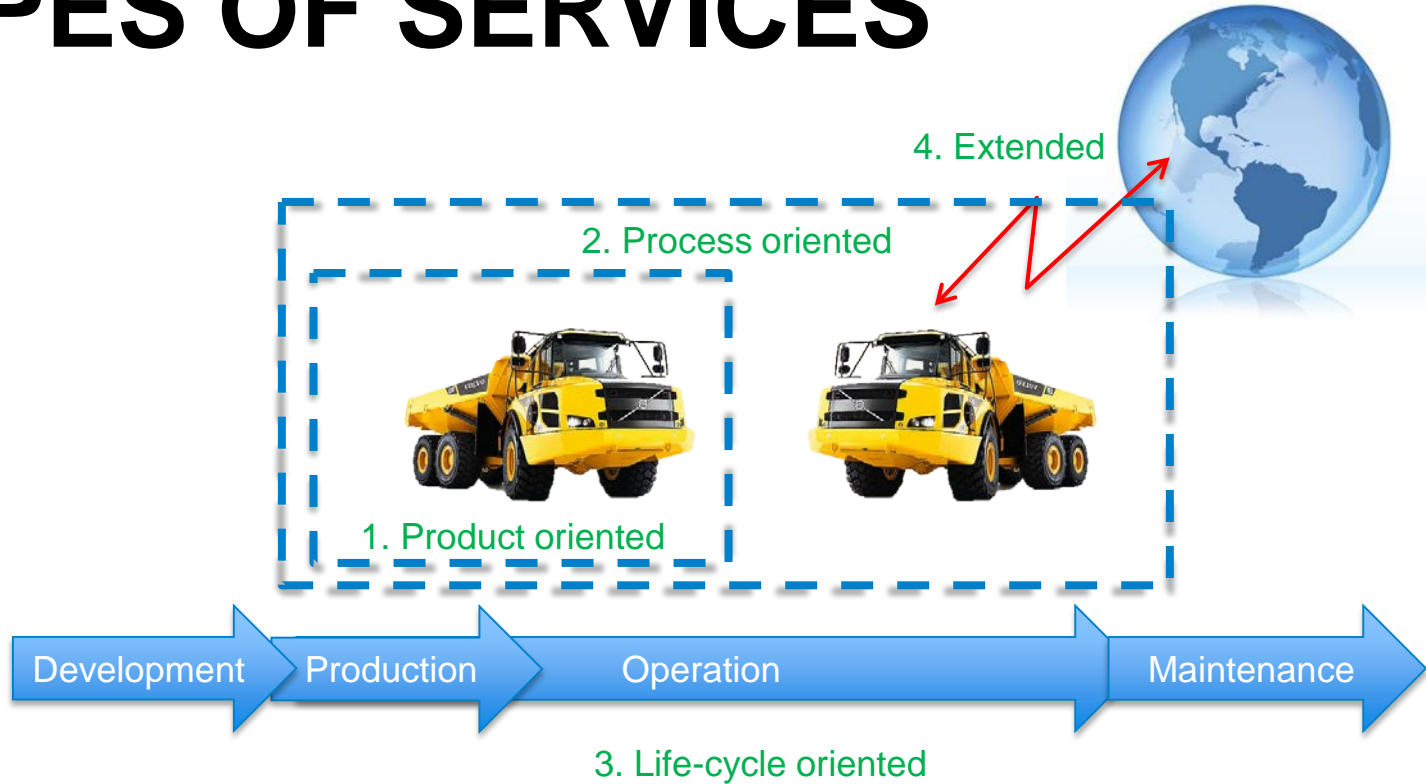 PES OF SERVICES
4. Extended
2. Process oriented
1. Product oriented
Development
Production
Operation
Maintenance
3. Life-cycle oriented